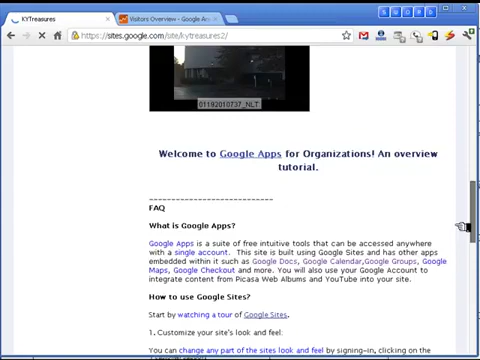 KYTreasures
Visitors Overview - Google An
https://sites.google.com/site/kytreasures2/
01192010737_NLT
Welcome to Google Apps for Organizations! An overview
tutorial.
FAQ
What is Google Apps?
Google Apps is a suite of free intuitive tools that can be accessed anywhere
with a single account. This site is built using Google Sites and has other apps
embedded within it such as Google Docs, Google Calendar,Google Groups, Google
Maps, Google Checkout and more. You will also use your Google Account to
integrate content from Picasa Web Albums and YouTube into your site.
How to use Google Sites?
Start by watching a tour of Google Sites.
1. Customize your site's look and feel:
You can change any part of the sites look and feel by signing-in, clicking on the